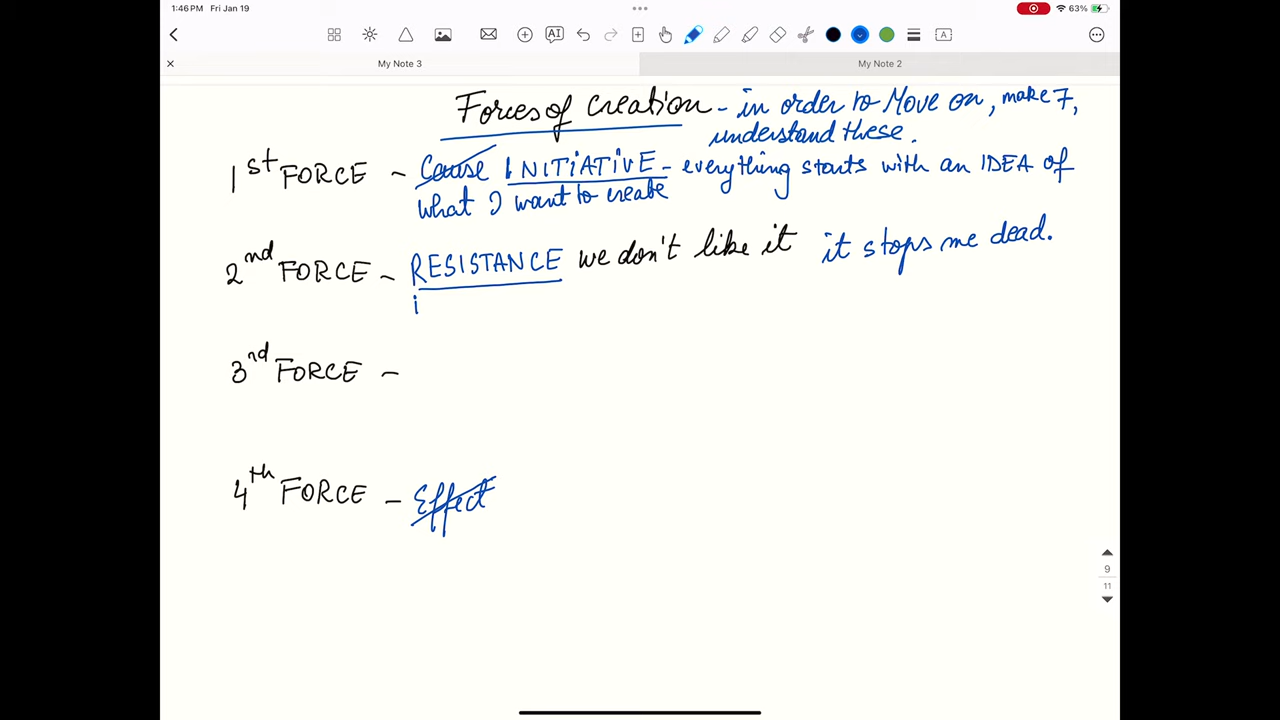 1:46 PM Fri Jan 19
63%
AI
A
My Note 3
My Note 2
Forces of Creation - in order to Move on, make 7,
understand these.
1st FORCE - Cause INITIATIVE - everything starts with an IDEA of
what I want to create
2nd FORCE - RESISTANCE we don't like it it stops me dead.
i
3rd FORCE -
4th FORCE - Effect
9
11